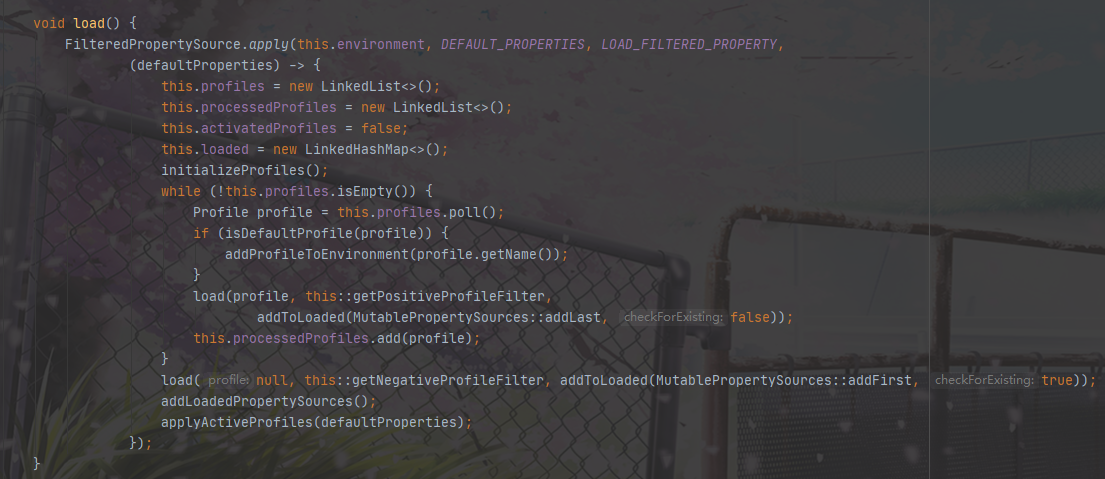 void load() {
FilteredPropertySource.apply(this.environment, DEFAULT_PROPERTIES, LOAD_FILTERED_PROPERTY,
(defaultProperties) -> {
this.profiles = new LinkedList<>();
this.processedProfiles = new LinkedList<>();
this.activatedProfiles = false;
this.loaded = new LinkedHashMap<>();
initializeProfiles();
while (!this.profiles.isEmpty()) {
Profile profile = this.profiles.poll();
if (isDefaultProfile(profile)) {
addProfileToEnvironment(profile.getName());
}
load(profile, this::getPositiveProfileFilter,
addToLoaded(MutablePropertySources::addLast, checkForExisting: false));
this.processedProfiles.add(profile);
}
load( profile: null, this::getNegativeProfileFilter, addToLoaded(MutablePropertySources::addFirst, checkForExisting: true));
addLoadedPropertySources();
applyActiveProfiles(defaultProperties);
});
}